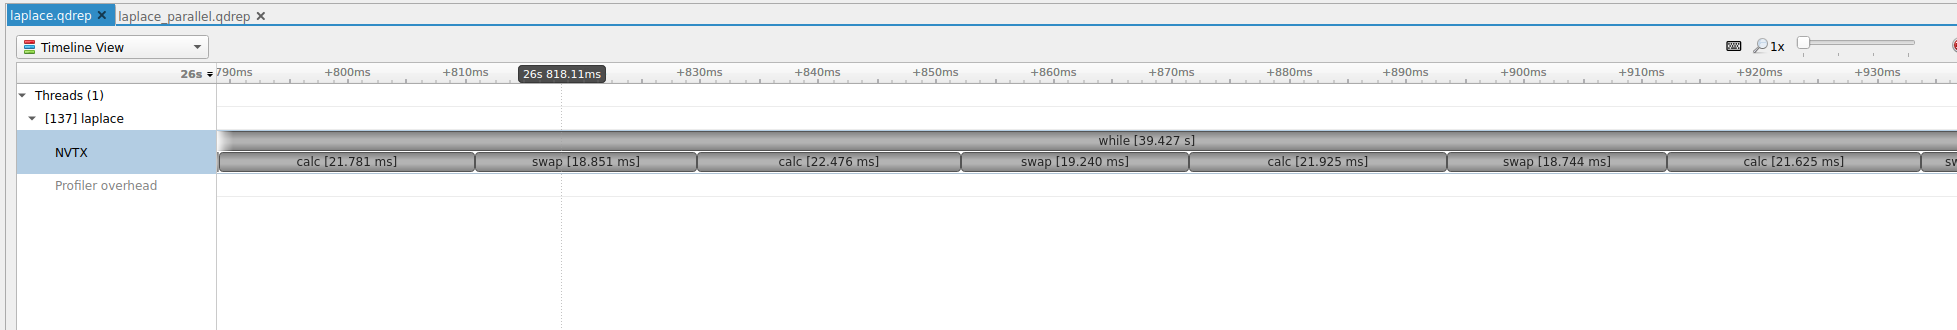 laplace.qdrep laplace_parallel.qdrep
Timeline View 1x
26s 790ms +800ms +810ms 26s 818.11ms +830ms +840ms +850ms +860ms +870ms +880ms +890ms +900ms +910ms +920ms +930ms
Threads (1)
[137] laplace
while [39.427 s]
NVTX
calc [21.781 ms] swap [18.851 ms] calc [22.476 ms] swap [19.240 ms] calc [21.925 ms] swap [18.744 ms] calc [21.625 ms] sw
Profiler overhead